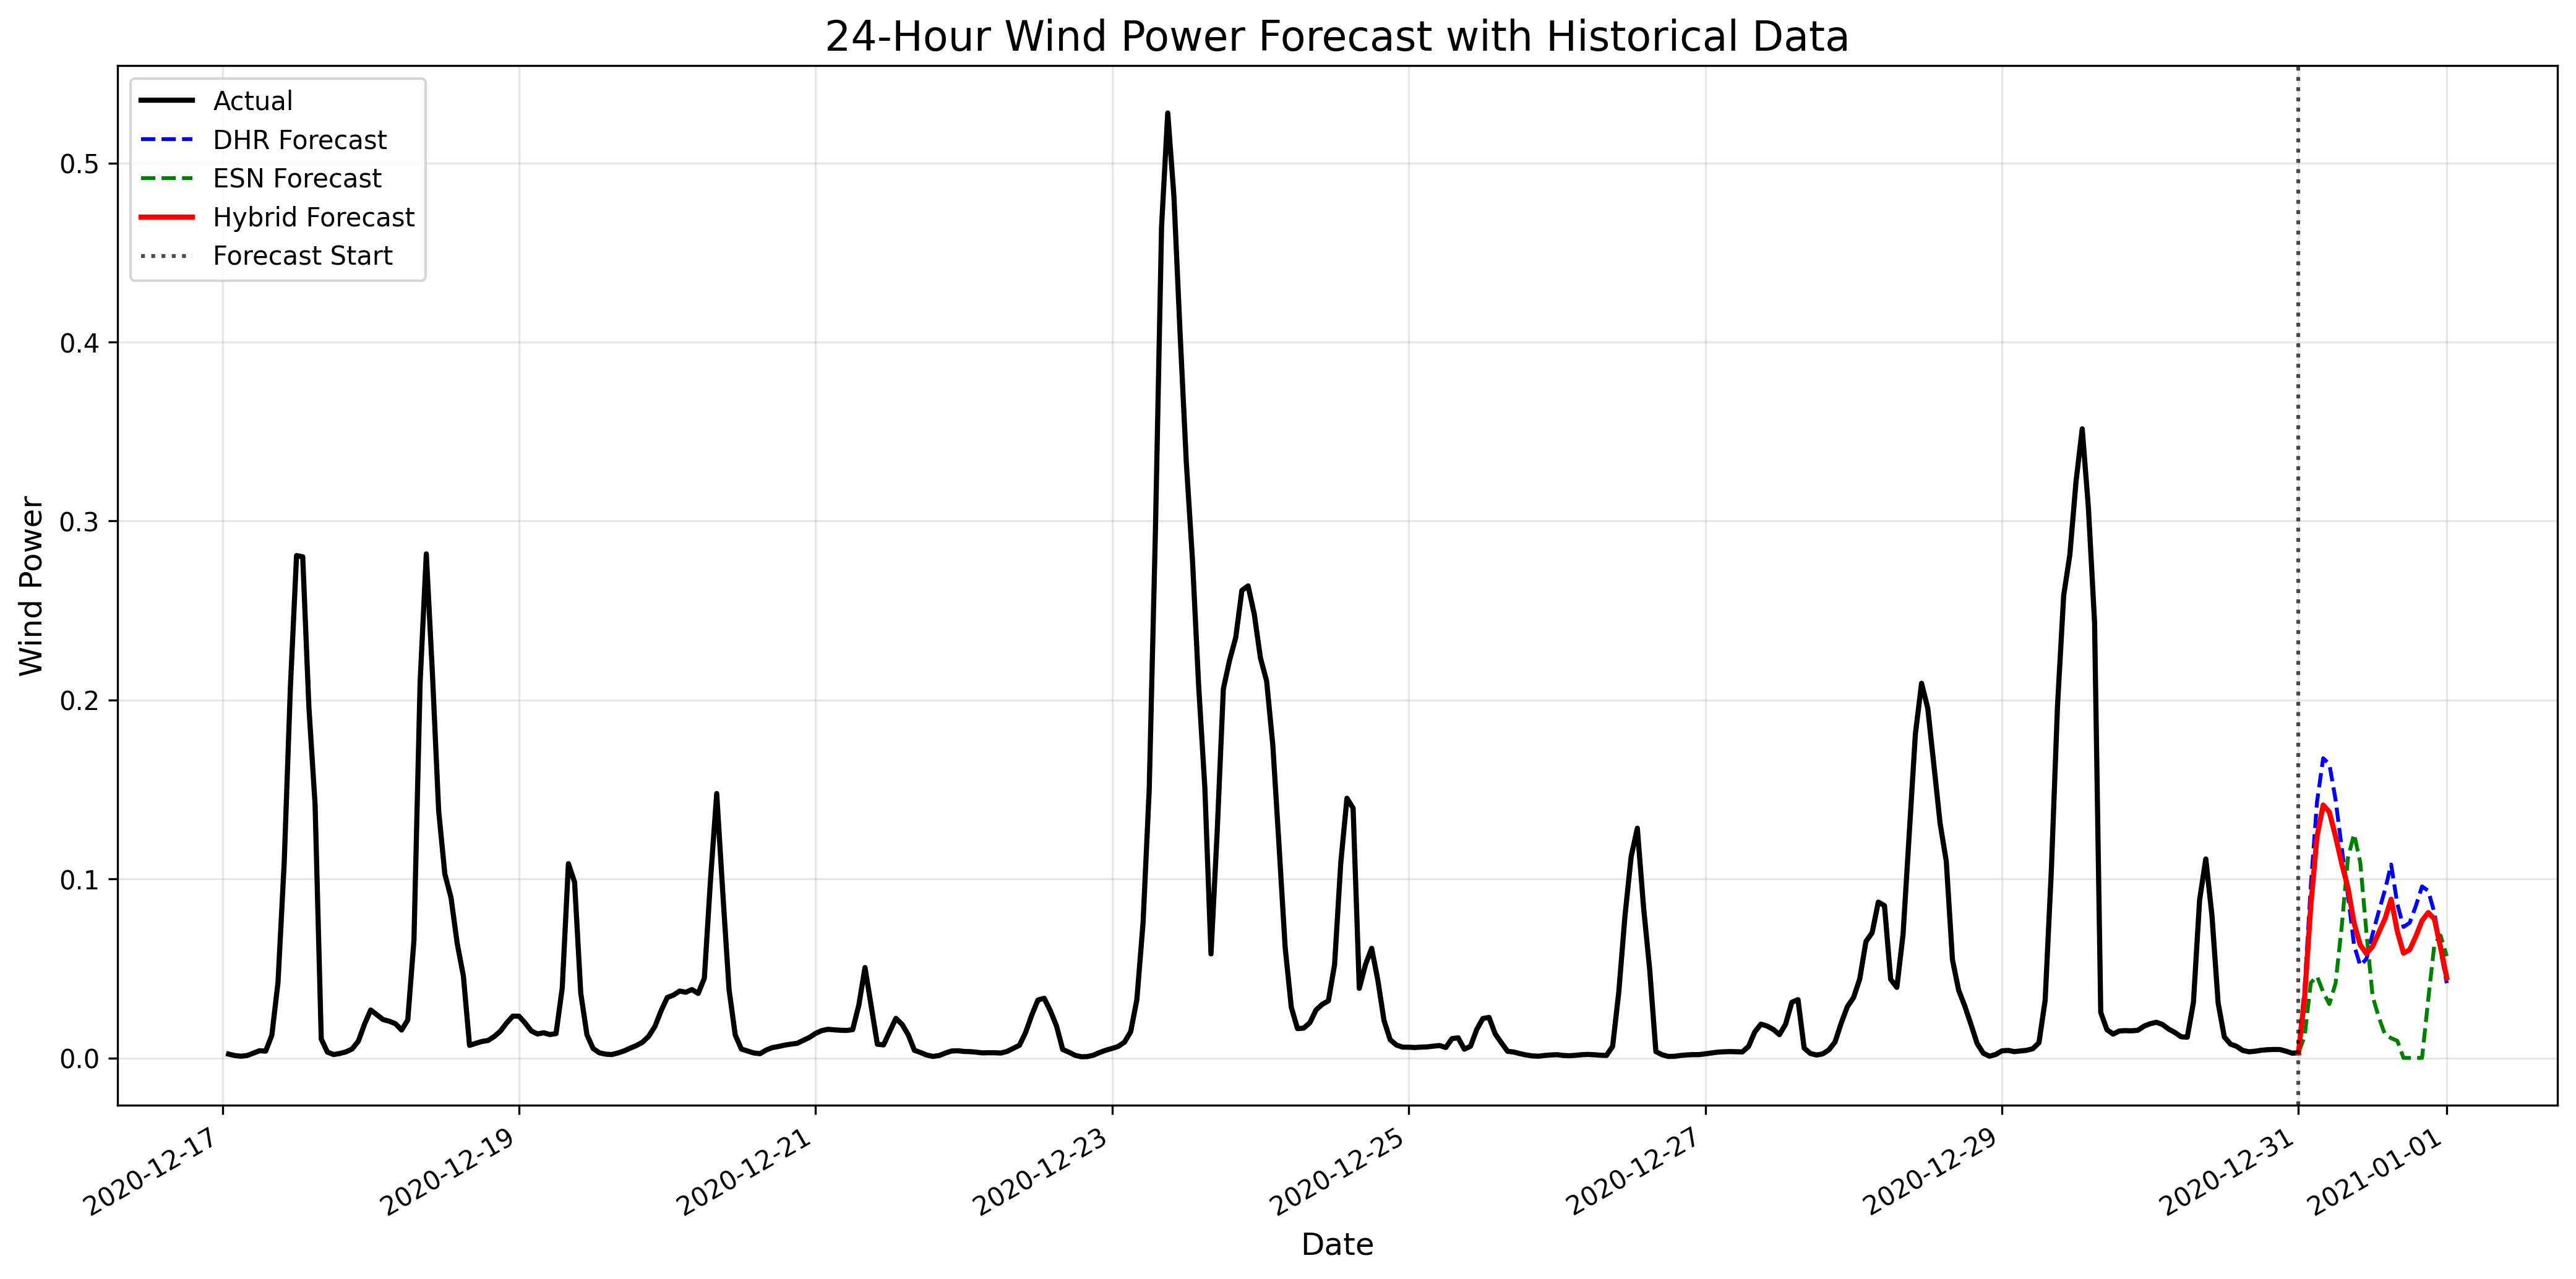 24-Hour Wind Power Forecast with Historical Data
Actual
DHR Forecast
ESN Forecast
Hybrid Forecast
Forecast Start
Wind Power
0.5
0.4
0.3
0.2
0.1
0.0
2020-12-17
2020-12-19
2020-12-21
2020-12-23
2020-12-25
2020-12-27
2020-12-29
2020-12-31
2021-01-01
Date